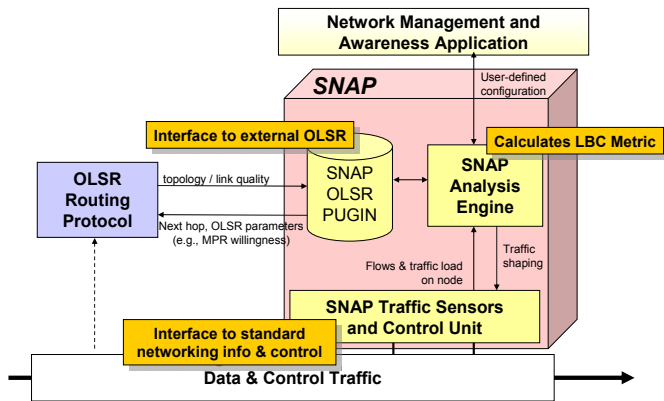 Network Management and
Awareness Application
SNAP
User-defined
configuration
Interface to external OLSR
Calculates LBC Metric
OLSR
Routing
Protocol
topology / link quality
SNAP
OLSR
PUGIN
SNAP
Analysis
Engine
Next hop, OLSR parameters
(e.g., MPR willingness)
Flows & traffic load
on node
Traffic
shaping
SNAP Traffic Sensors
and Control Unit
Interface to standard
networking info & control
Data & Control Traffic